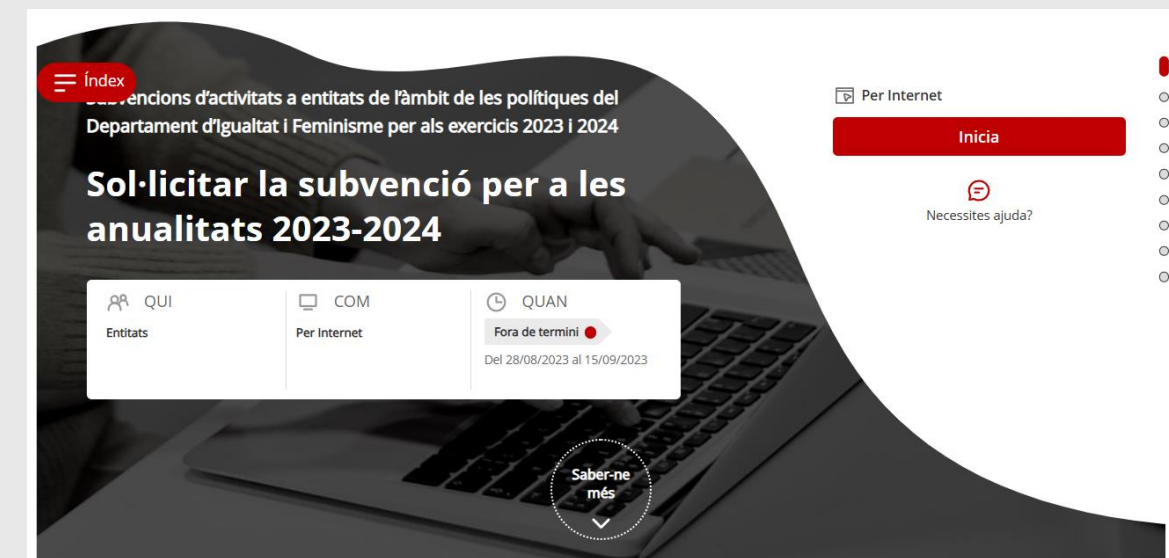 Índex
Subvencions d'activitats a entitats de l'àmbit de les polítiques del
Departament d'Igualtat i Feminisme per als exercicis 2023 i 2024
Sol·licitar la subvenció per a les
anualitats 2023-2024
QUI
Entitats
COM
Per Internet
QUAN
Fora de termini
Del 28/08/2023 al 15/09/2023
Saber-ne
més
Per Internet
Inicia
Necessites ajuda?